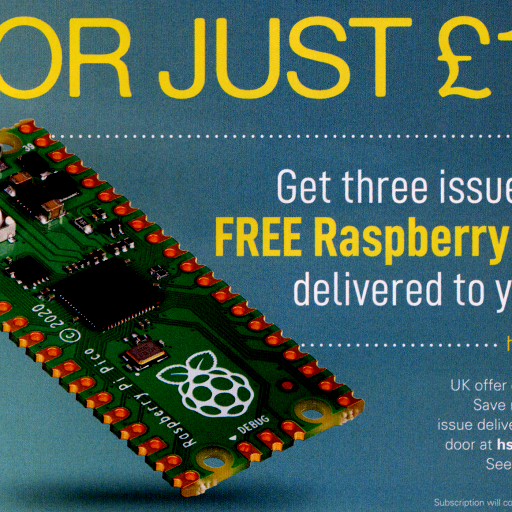 OR JUST £1
Get three issue
FREE Raspberry
delivered to y
h
UK offer
Save
issue delive
door at hs
See
Subscription will co
© 2020
Raspberry Pi Pico
DEBUG